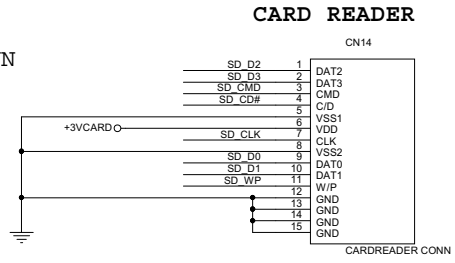 CARD READER
CN14
SD_D2 1 DAT2
SD_D3 2 DAT3
SD_CMD 3 CMD
SD_CD# 4 C/D
5 VSS1
+3VCARD 6 VDD
SD_CLK 7 CLK
8 VSS2
SD_D0 9 DAT0
SD_D1 10 DAT1
SD_WP 11 W/P
12 GND
13 GND
14 GND
15 GND
CARDREADER CONN